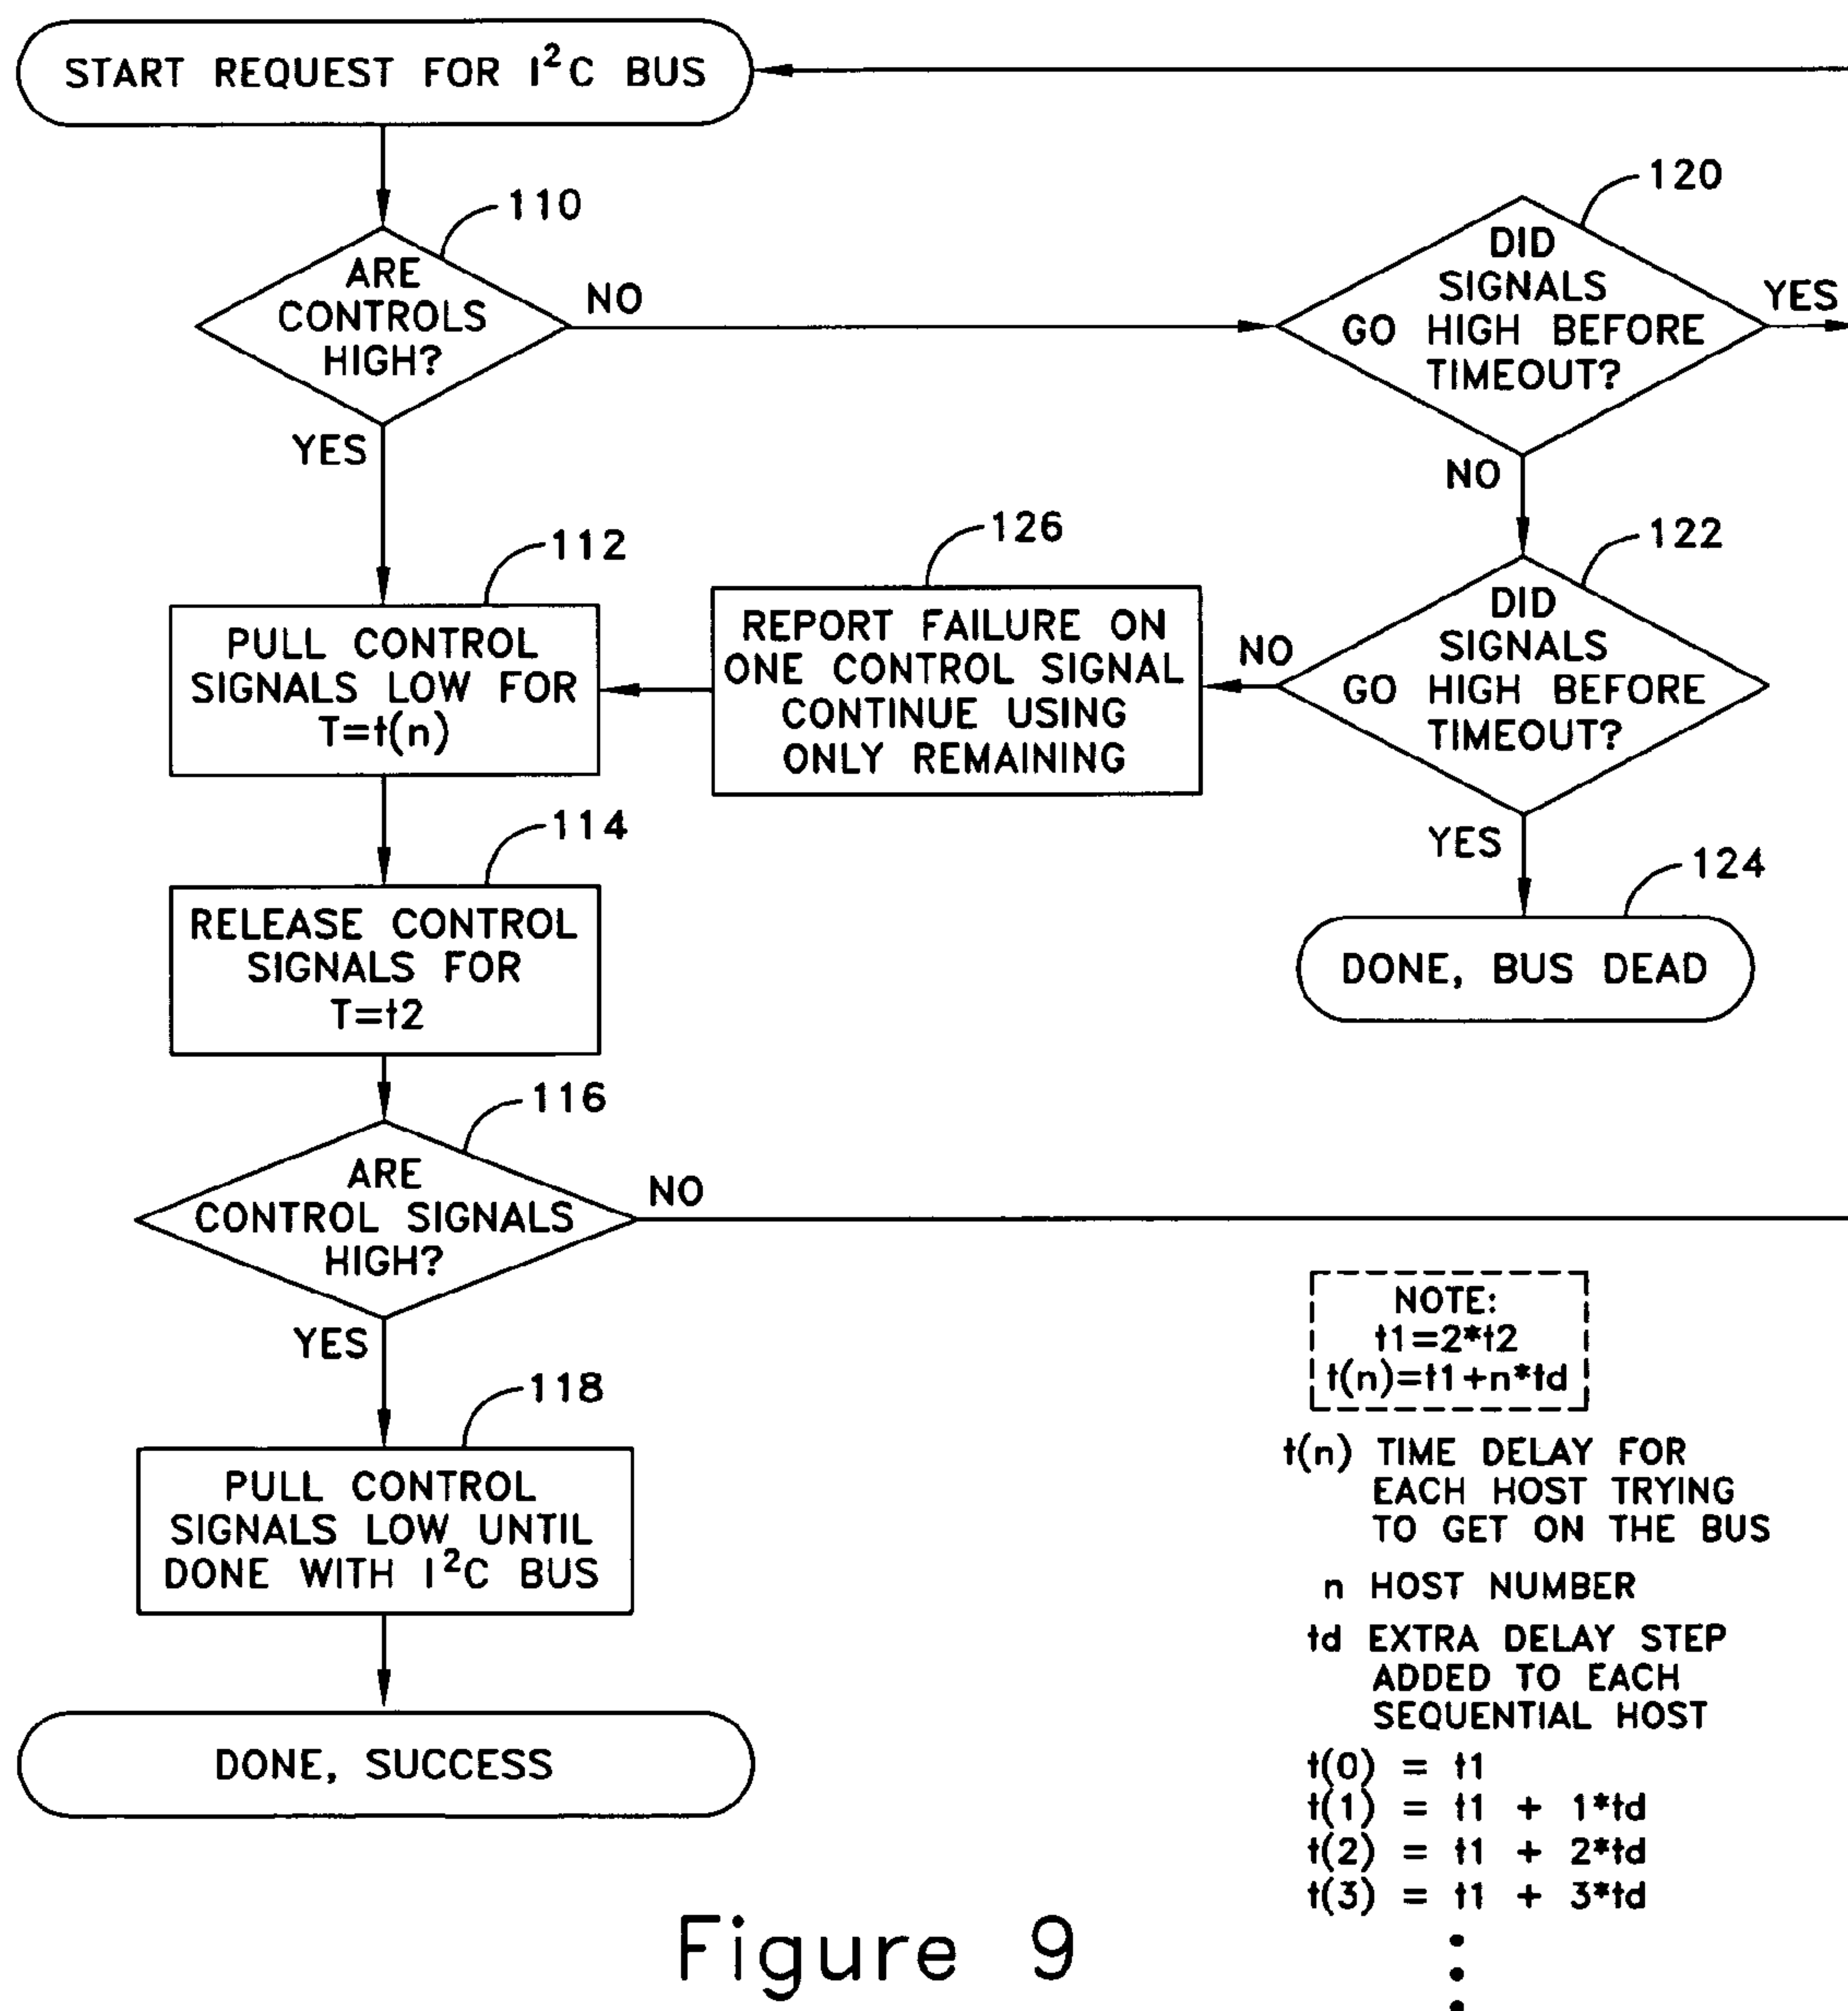 START REQUEST FOR I²C BUS
110
ARE
CONTROLS
HIGH?
NO
YES
120
DID
SIGNALS
GO HIGH BEFORE
TIMEOUT?
YES
NO
112
PULL CONTROL
SIGNALS LOW FOR
T=t(n)
126
REPORT FAILURE ON
ONE CONTROL SIGNAL
CONTINUE USING
ONLY REMAINING
122
DID
SIGNALS
GO HIGH BEFORE
TIMEOUT?
NO
YES
114
RELEASE CONTROL
SIGNALS FOR
T=t2
124
DONE, BUS DEAD
116
ARE
CONTROL SIGNALS
HIGH?
NO
YES
118
PULL CONTROL
SIGNALS LOW UNTIL
DONE WITH I²C BUS
DONE, SUCCESS
NOTE:
t1=2*t2
t(n)=t1+n*td
t(n) TIME DELAY FOR
EACH HOST TRYING
TO GET ON THE BUS
n HOST NUMBER
td EXTRA DELAY STEP
ADDED TO EACH
SEQUENTIAL HOST
t(0) = t1
t(1) = t1 + 1*td
t(2) = t1 + 2*td
t(3) = t1 + 3*td
Figure 9